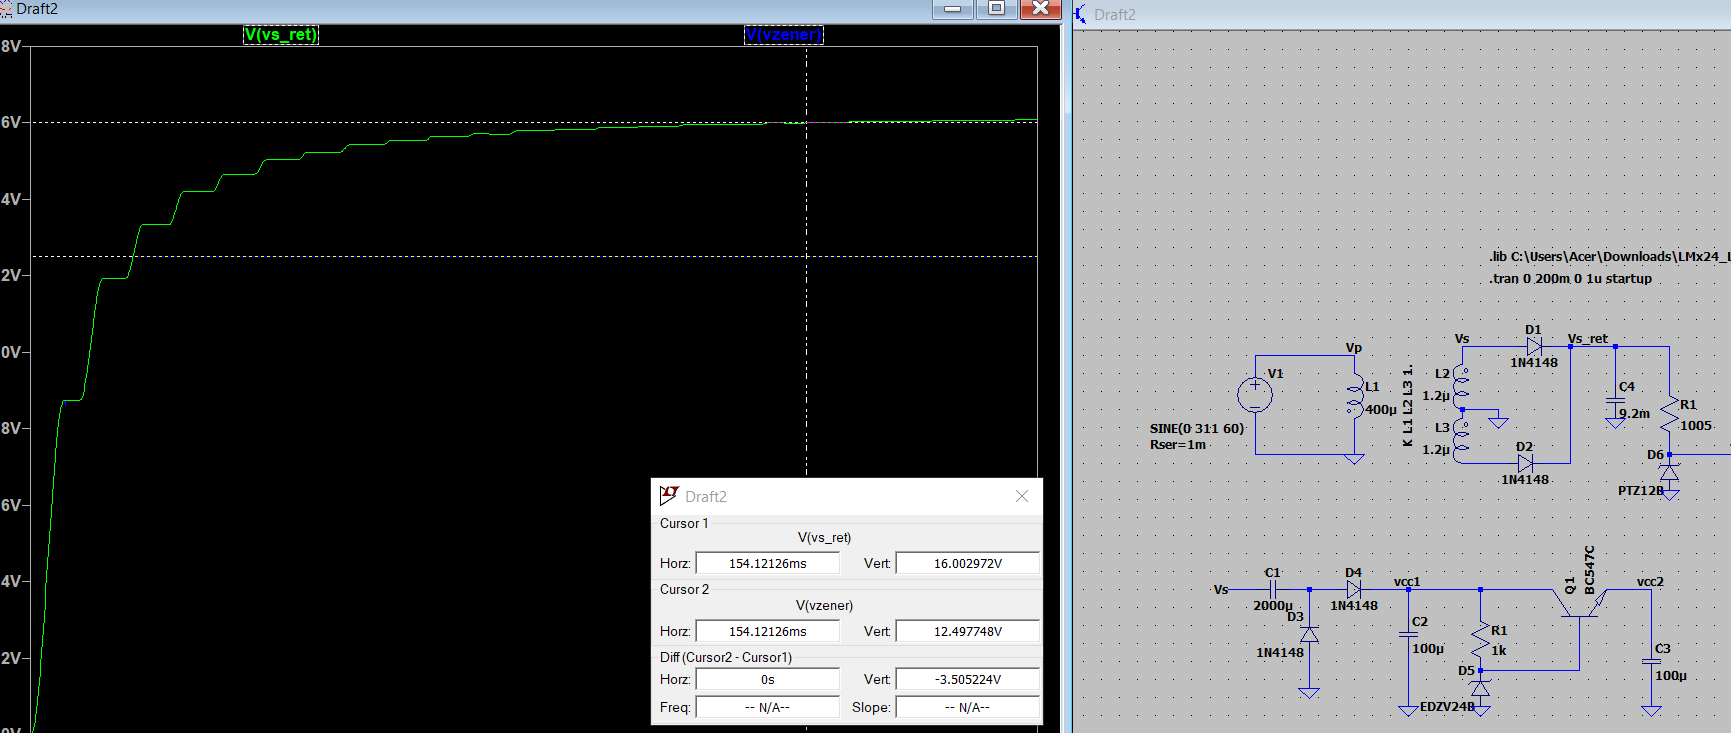 Draft2
Draft2
V(vs_ret)
V(vzener)
8V
6V
4V
2V
0V
8V
6V
4V
2V
0V
Draft2
Cursor 1
V(vs_ret)
Horz: 154.12126ms Vert: 16.002972V
Cursor 2
V(vzener)
Horz: 154.12126ms Vert: 12.497748V
Diff (Cursor2 - Cursor1)
Horz: 0s Vert: -3.505224V
Freq: -- N/A-- Slope: -- N/A--
.lib C:\Users\Acer\Downloads\LMx24_L
.tran 0 200m 0 1u startup
V1
SINE(0 311 60)
Rser=1m
Vp
L1
400µ
K L1 L2 L3 1.
Vs
L2
1.2µ
L3
1.2µ
D1
1N4148
D2
1N4148
Vs_ret
C4
9.2m
R1
1005
D6
PTZ12B
Vs
C1
2000µ
D3
1N4148
D4
1N4148
vcc1
C2
100µ
R1
1k
D5
EDZV24B
Q1
BC547C
vcc2
C3
100µ